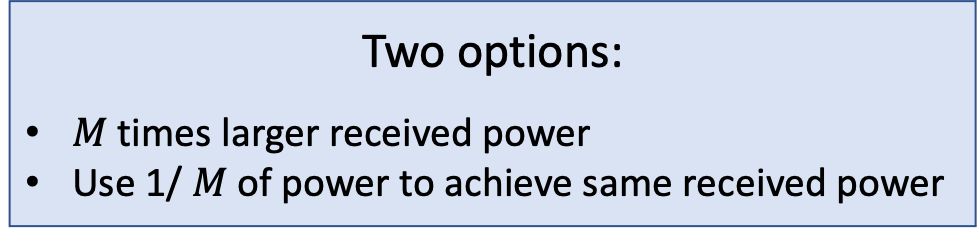 Two options:
• M times larger received power
• Use 1/ M of power to achieve same received power